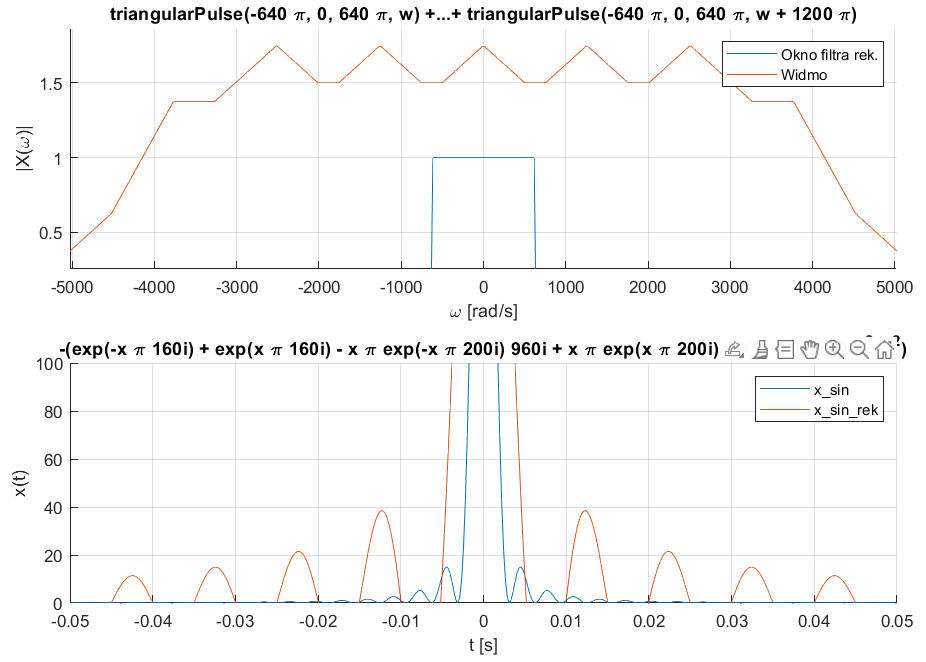 triangularPulse(-640 π, 0, 640 π, w) +...+ triangularPulse(-640 π, 0, 640 π, w + 1200 π)
|X(ω)|
1.5
1
0.5
Okno filtra rek.
Widmo
-5000 -4000 -3000 -2000 -1000 0 1000 2000 3000 4000 5000
ω [rad/s]
-(exp(-x π 160i) + exp(x π 160i) - x π exp(-x π 200i) 960i + x π exp(x π 200i)
x(t)
100
80
60
40
20
0
x_sin
x_sin_rek
-0.05 -0.04 -0.03 -0.02 -0.01 0 0.01 0.02 0.03 0.04 0.05
t [s]